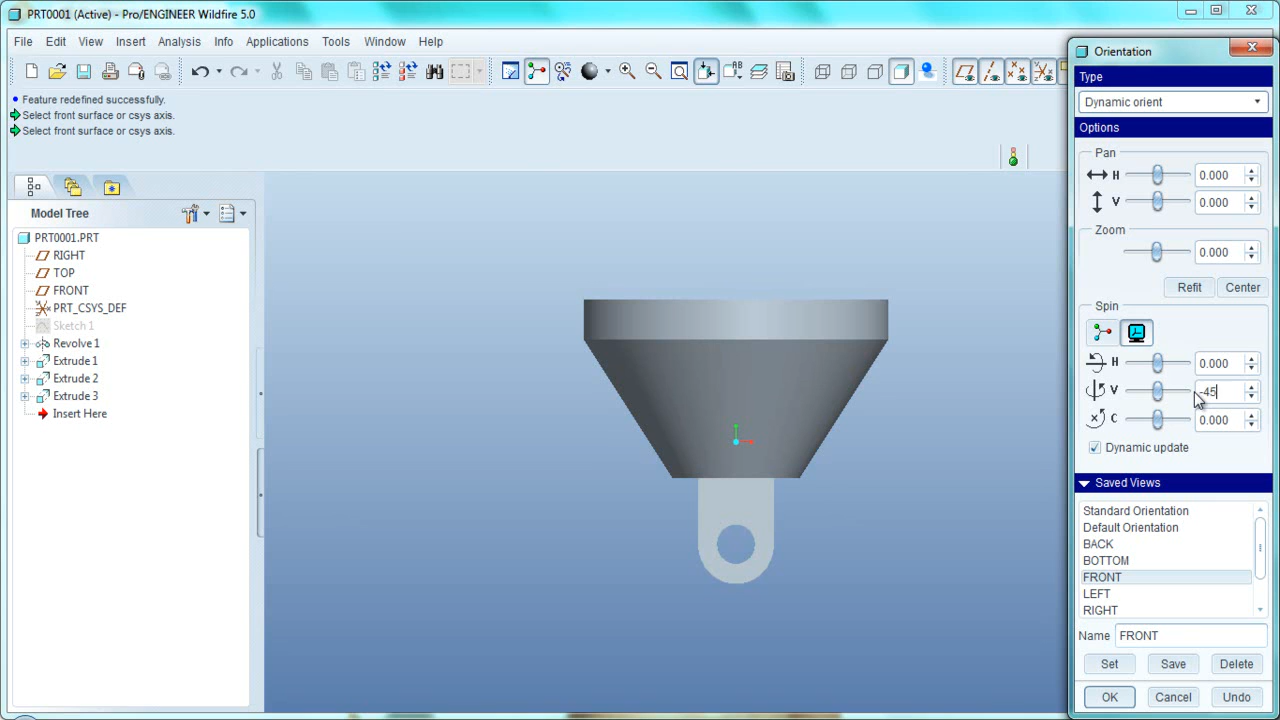 PRT0001 (Active) - Pro/ENGINEER Wildfire 5.0
File Edit View Insert Analysis Info Applications Tools Window Help
Feature redefined successfully.
Select front surface or csys axis.
Select front surface or csys axis.
Model Tree
PRT0001.PRT
RIGHT
TOP
FRONT
PRT_CSYS_DEF
Sketch 1
Revolve 1
Extrude 1
Extrude 2
Extrude 3
Insert Here
Orientation
Type
Dynamic orient
Options
Pan
H 0.000
V 0.000
Zoom
0.000
Refit Center
Spin
H 0.000
V -45
C 0.000
Dynamic update
Saved Views
Standard Orientation
Default Orientation
BACK
BOTTOM
FRONT
LEFT
RIGHT
Name FRONT
Set Save Delete
OK Cancel Undo